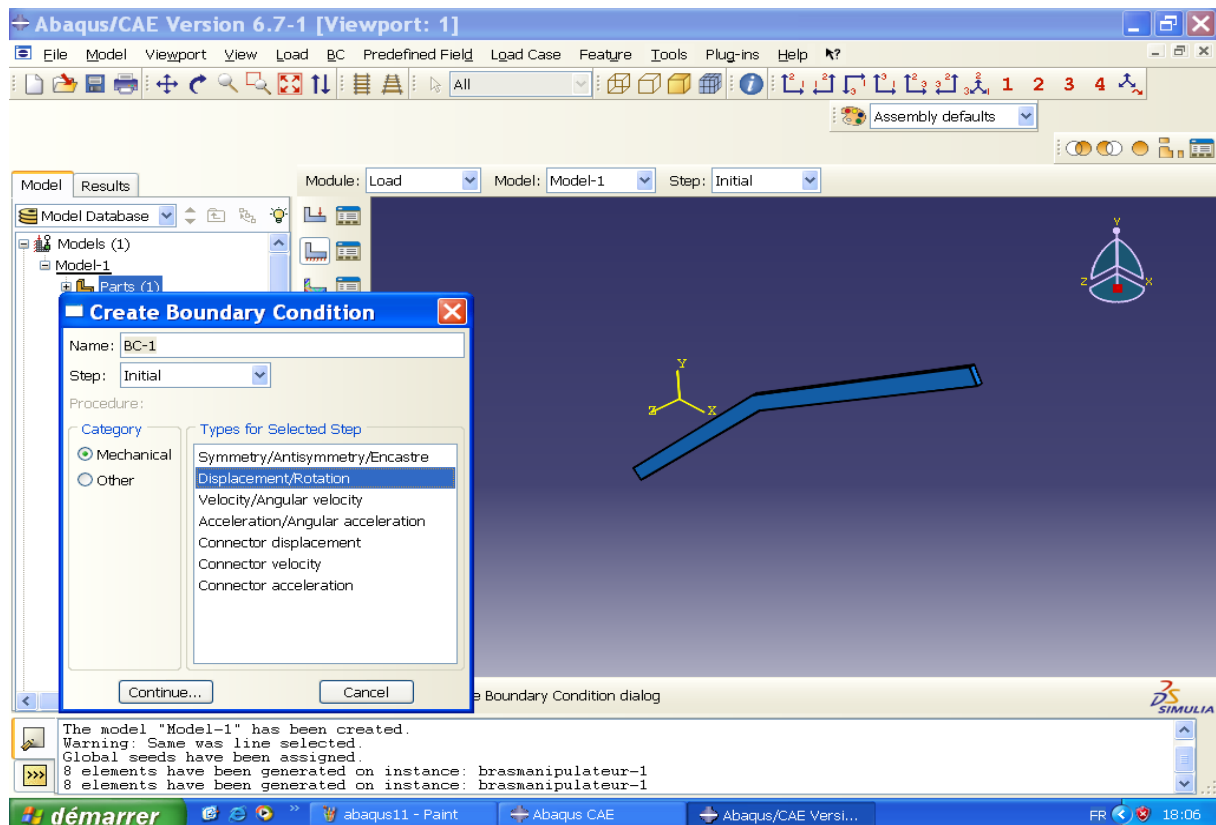 Abaqus/CAE Version 6.7-1 [Viewport: 1]
File Model Viewport View Load BC Predefined Field Load Case Feature Tools Plug-ins Help
All
1 2 3 4
Assembly defaults
Model Results
Module: Load Model: Model-1 Step: Initial
Model Database
Models (1)
Model-1
Parts (1)
Create Boundary Condition
Name: BC-1
Step: Initial
Procedure:
Category
Mechanical
Other
Types for Selected Step
Symmetry/Antisymmetry/Encastre
Displacement/Rotation
Velocity/Angular velocity
Acceleration/Angular acceleration
Connector displacement
Connector velocity
Connector acceleration
Continue... Cancel
Y
Z
X
Y
Z
X
e Boundary Condition dialog
SIMULIA
The model "Model-1" has been created.
Warning: Same was line selected.
Global seeds have been assigned.
8 elements have been generated on instance: brasmanipulateur-1
8 elements have been generated on instance: brasmanipulateur-1
démarrer abaqus11 - Paint Abaqus CAE Abaqus/CAE Versi... FR 18:06